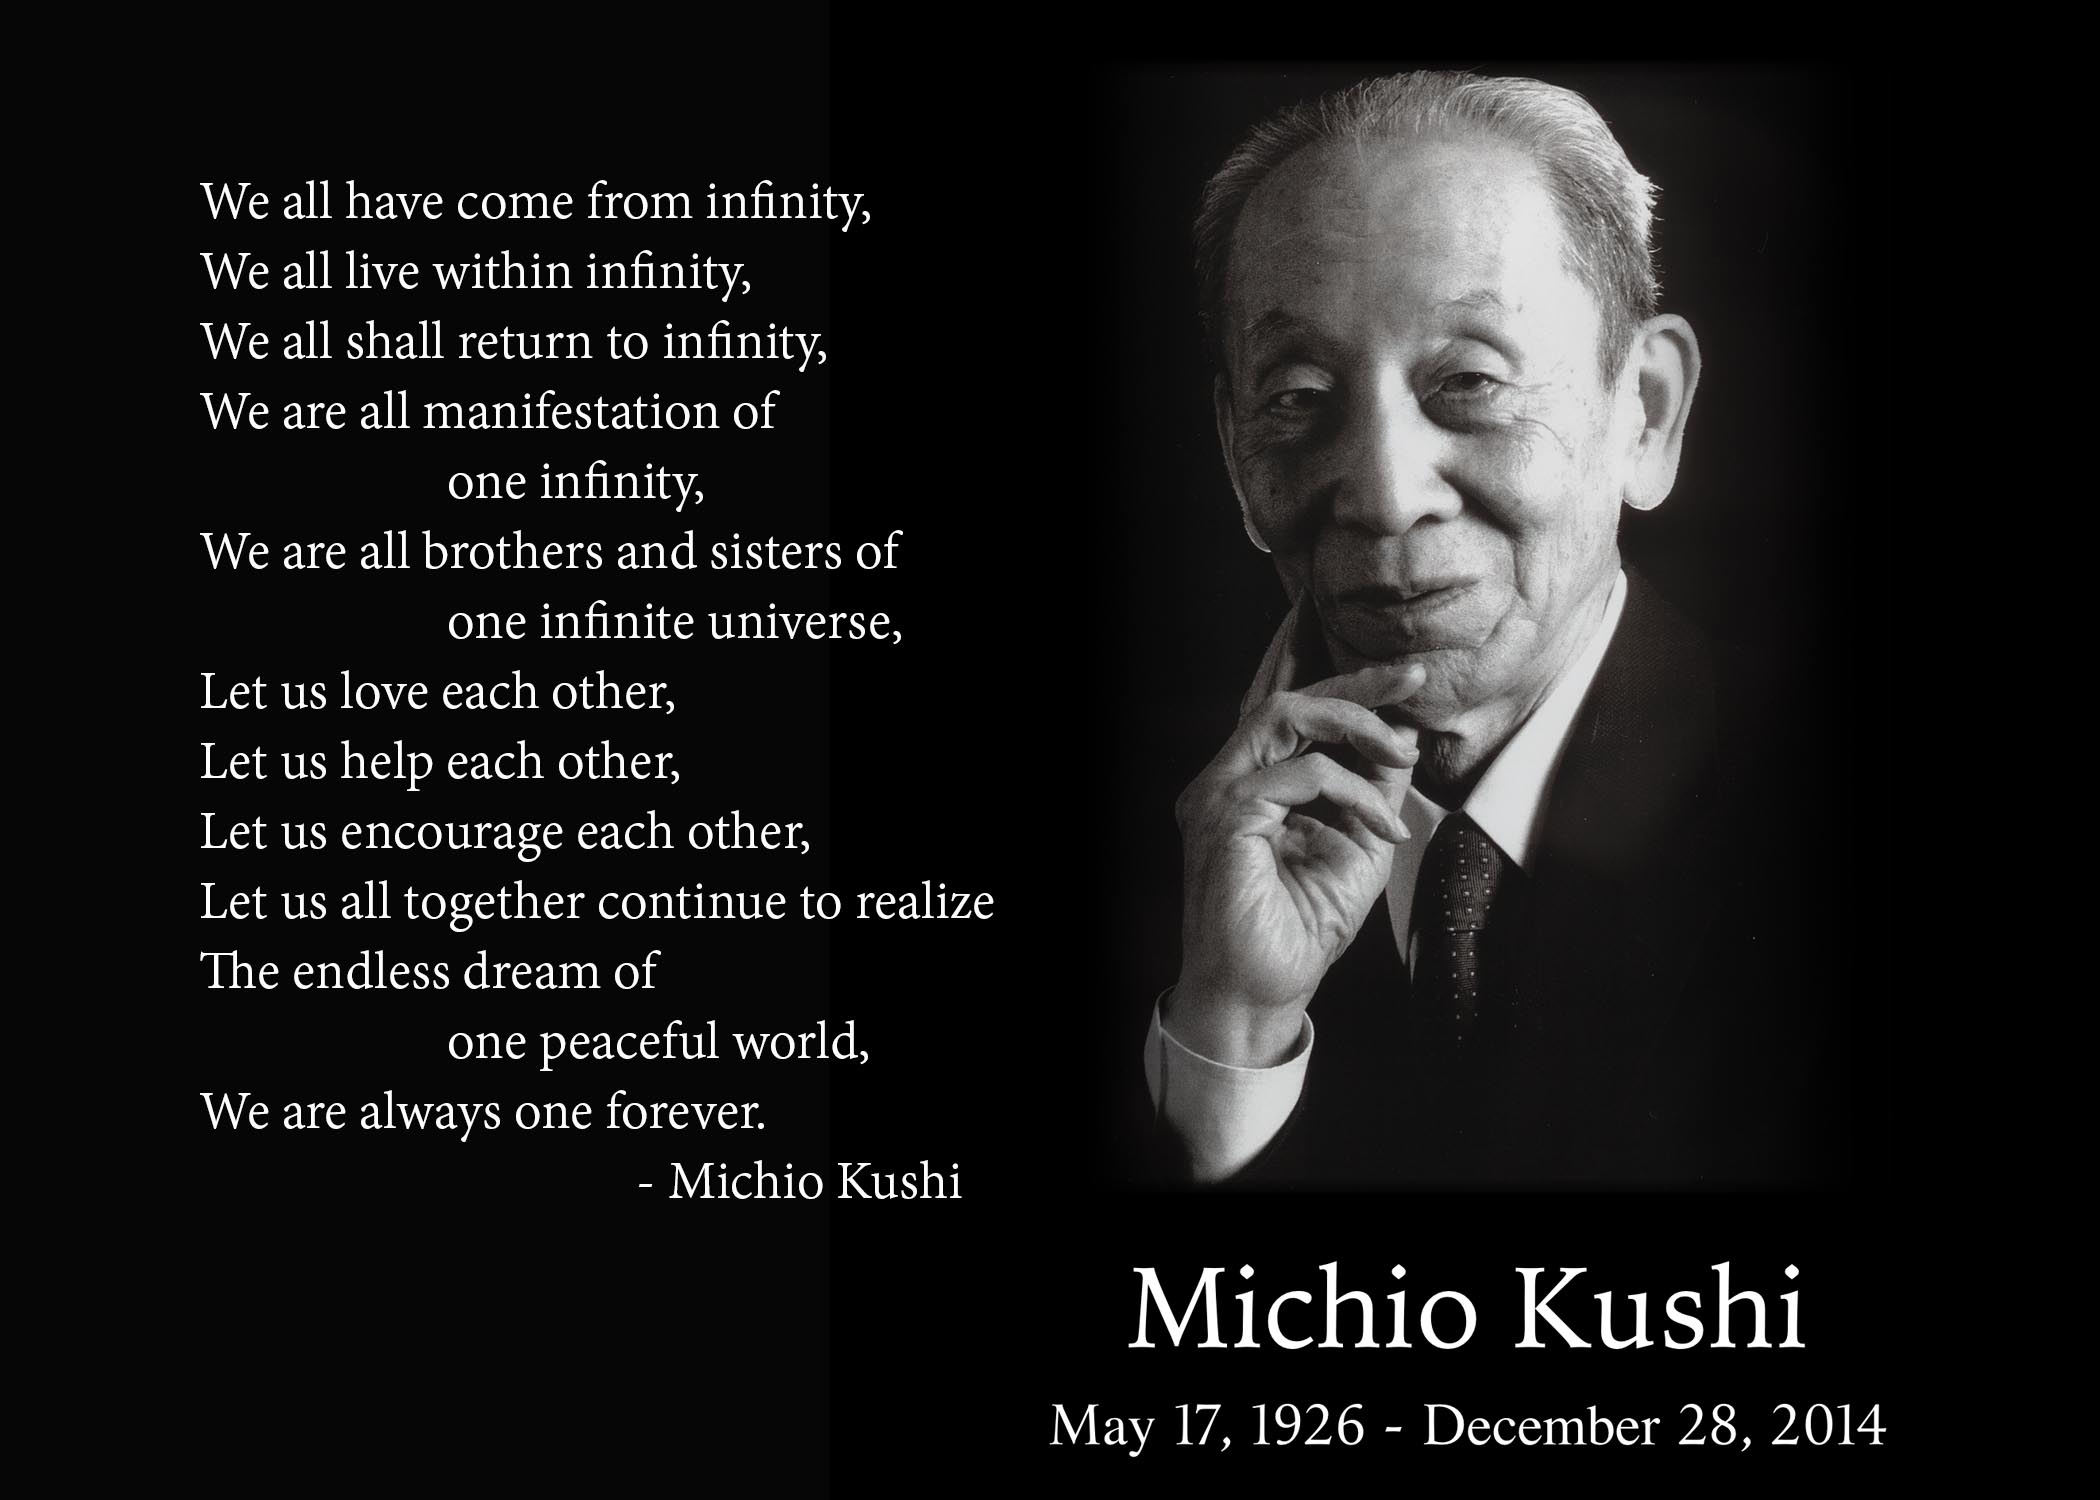 We all have come from infinity,
We all live within infinity,
We all shall return to infinity,
We are all manifestation of
one infinity,
We are all brothers and sisters of
one infinite universe,
Let us love each other,
Let us help each other,
Let us encourage each other,
Let us all together continue to realize
The endless dream of
one peaceful world,
We are always one forever.
- Michio Kushi
Michio Kushi
May 17, 1926 - December 28, 2014